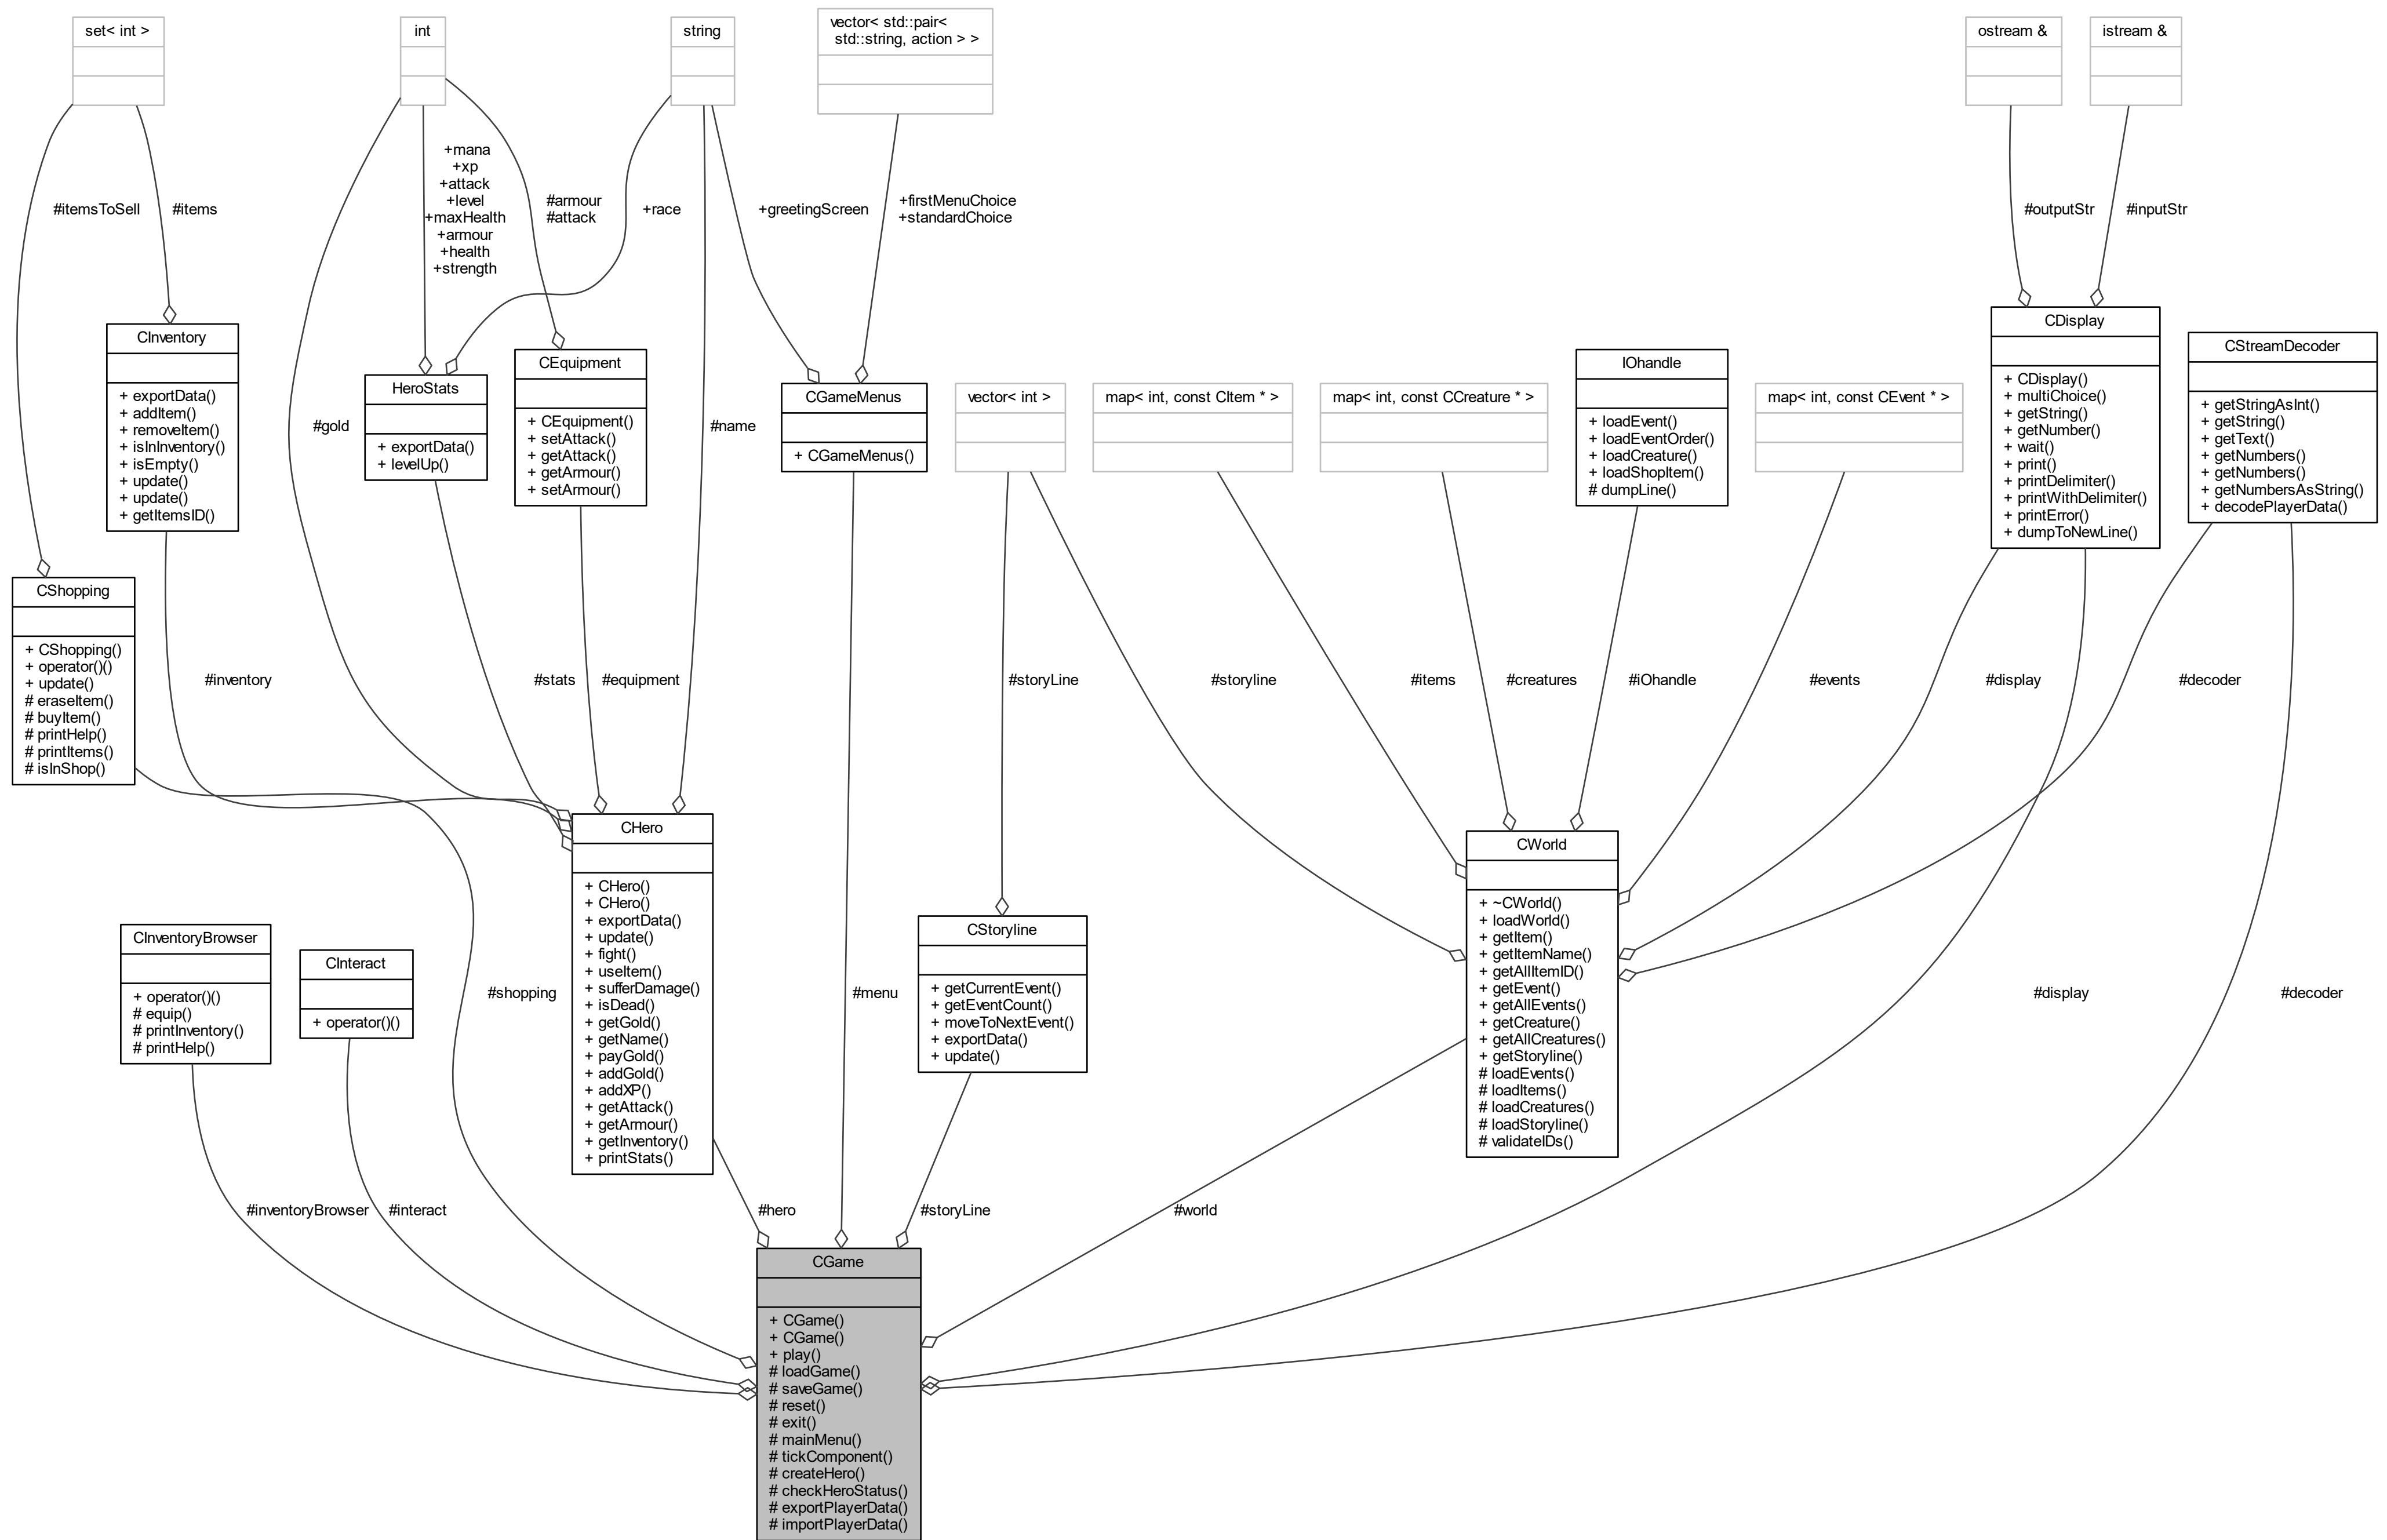 set< int >
int
string
vector< std::pair<
std::string, action > >
ostream &
istream &
+mana
+xp
+attack
+level
+maxHealth
+armour
+health
+strength
#armour
#attack
+race
+greetingScreen
+firstMenuChoice
+standardChoice
#itemsToSell
#items
#outputStr
#inputStr
CInventory
+ exportData()
+ addItem()
+ removeItem()
+ isInInventory()
+ isEmpty()
+ update()
+ update()
+ getItemsID()
#gold
HeroStats
+ exportData()
+ levelUp()
CEquipment
+ CEquipment()
+ setAttack()
+ getAttack()
+ getArmour()
+ setArmour()
#name
CGameMenus
+ CGameMenus()
vector< int >
map< int, const CItem * >
map< int, const CCreature * >
IOhandle
+ loadEvent()
+ loadEventOrder()
+ loadCreature()
+ loadShopItem()
# dumpLine()
map< int, const CEvent * >
CDisplay
+ CDisplay()
+ multiChoice()
+ getString()
+ getNumber()
+ wait()
+ print()
+ printDelimiter()
+ printWithDelimiter()
+ printError()
+ dumpToNewLine()
CStreamDecoder
+ getStringAsInt()
+ getString()
+ getText()
+ getNumbers()
+ getNumbers()
+ getNumbersAsString()
+ decodePlayerData()
CShopping
+ CShopping()
+ operator()()
+ update()
# eraseItem()
# buyItem()
# printHelp()
# printItems()
# isInShop()
#inventory
#stats
#equipment
#storyLine
#storyline
#items
#creatures
#iOhandle
#events
#display
#decoder
CHero
+ CHero()
+ CHero()
+ exportData()
+ update()
+ fight()
+ useItem()
+ sufferDamage()
+ isDead()
+ getGold()
+ getName()
+ payGold()
+ addGold()
+ addXP()
+ getAttack()
+ getArmour()
+ getInventory()
+ printStats()
CWorld
+ ~CWorld()
+ loadWorld()
+ getItem()
+ getItemName()
+ getAllItemID()
+ getEvent()
+ getAllEvents()
+ getCreature()
+ getAllCreatures()
+ getStoryline()
# loadEvents()
# loadItems()
# loadCreatures()
# loadStoryline()
# validateIDs()
CInventoryBrowser
+ operator()()
# equip()
# printInventory()
# printHelp()
CInteract
+ operator()()
#shopping
#menu
CStoryline
+ getCurrentEvent()
+ getEventCount()
+ moveToNextEvent()
+ exportData()
+ update()
#display
#decoder
#inventoryBrowser
#interact
#hero
#storyLine
#world
CGame
+ CGame()
+ CGame()
+ play()
# loadGame()
# saveGame()
# reset()
# exit()
# mainMenu()
# tickComponent()
# createHero()
# checkHeroStatus()
# exportPlayerData()
# importPlayerData()